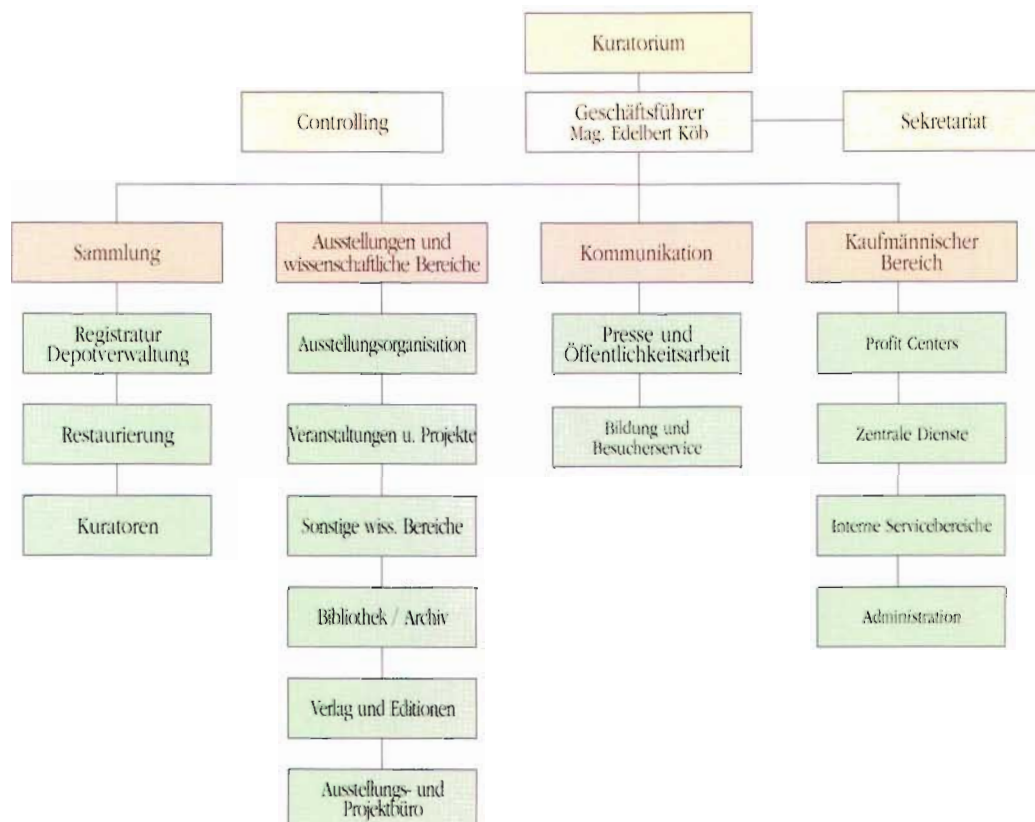 Kuratorium
Controlling
Geschäftsführer
Mag. Edelbert Köb
Sekretariat
Sammlung
Ausstellungen und
wissenschaftliche Bereiche
Kommunikation
Kaufmännischer
Bereich
Registratur
Depotverwaltung
Restaurierung
Kuratoren
Ausstellungsorganisation
Veranstaltungen u. Projekte
Sonstige wiss. Bereiche
Bibliothek / Archiv
Verlag und Editionen
Ausstellungs- und
Projektbüro
Presse und
Öffentlichkeitsarbeit
Bildung und
Besucherservice
Profit Centers
Zentrale Dienste
Interne Servicebereiche
Administration